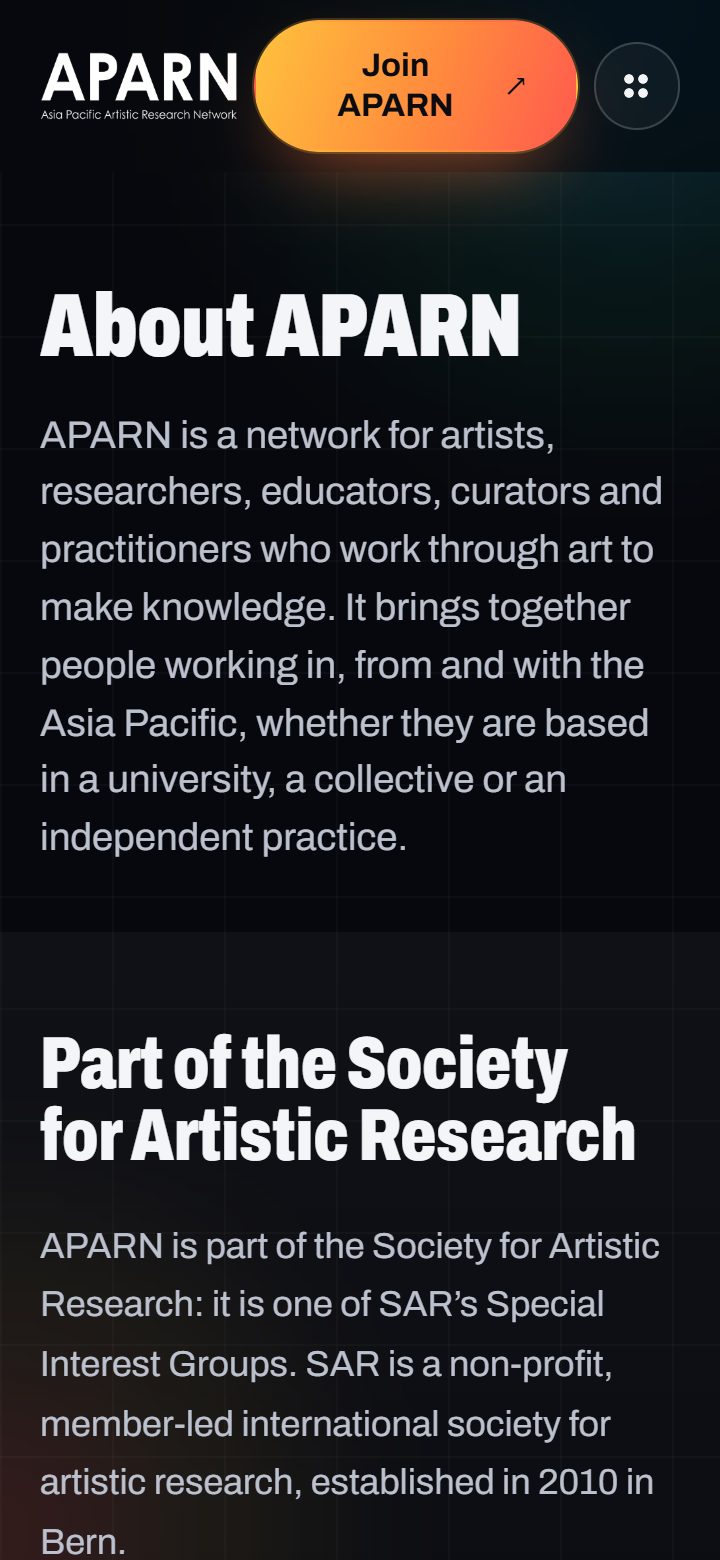 APARN
Asia Pacific Artistic Research Network
Join
APARN ↗
About APARN
APARN is a network for artists,
researchers, educators, curators and
practitioners who work through art to
make knowledge. It brings together
people working in, from and with the
Asia Pacific, whether they are based
in a university, a collective or an
independent practice.
Part of the Society
for Artistic Research
APARN is part of the Society for Artistic
Research: it is one of SAR’s Special
Interest Groups. SAR is a non-profit,
member-led international society for
artistic research, established in 2010 in
Bern.